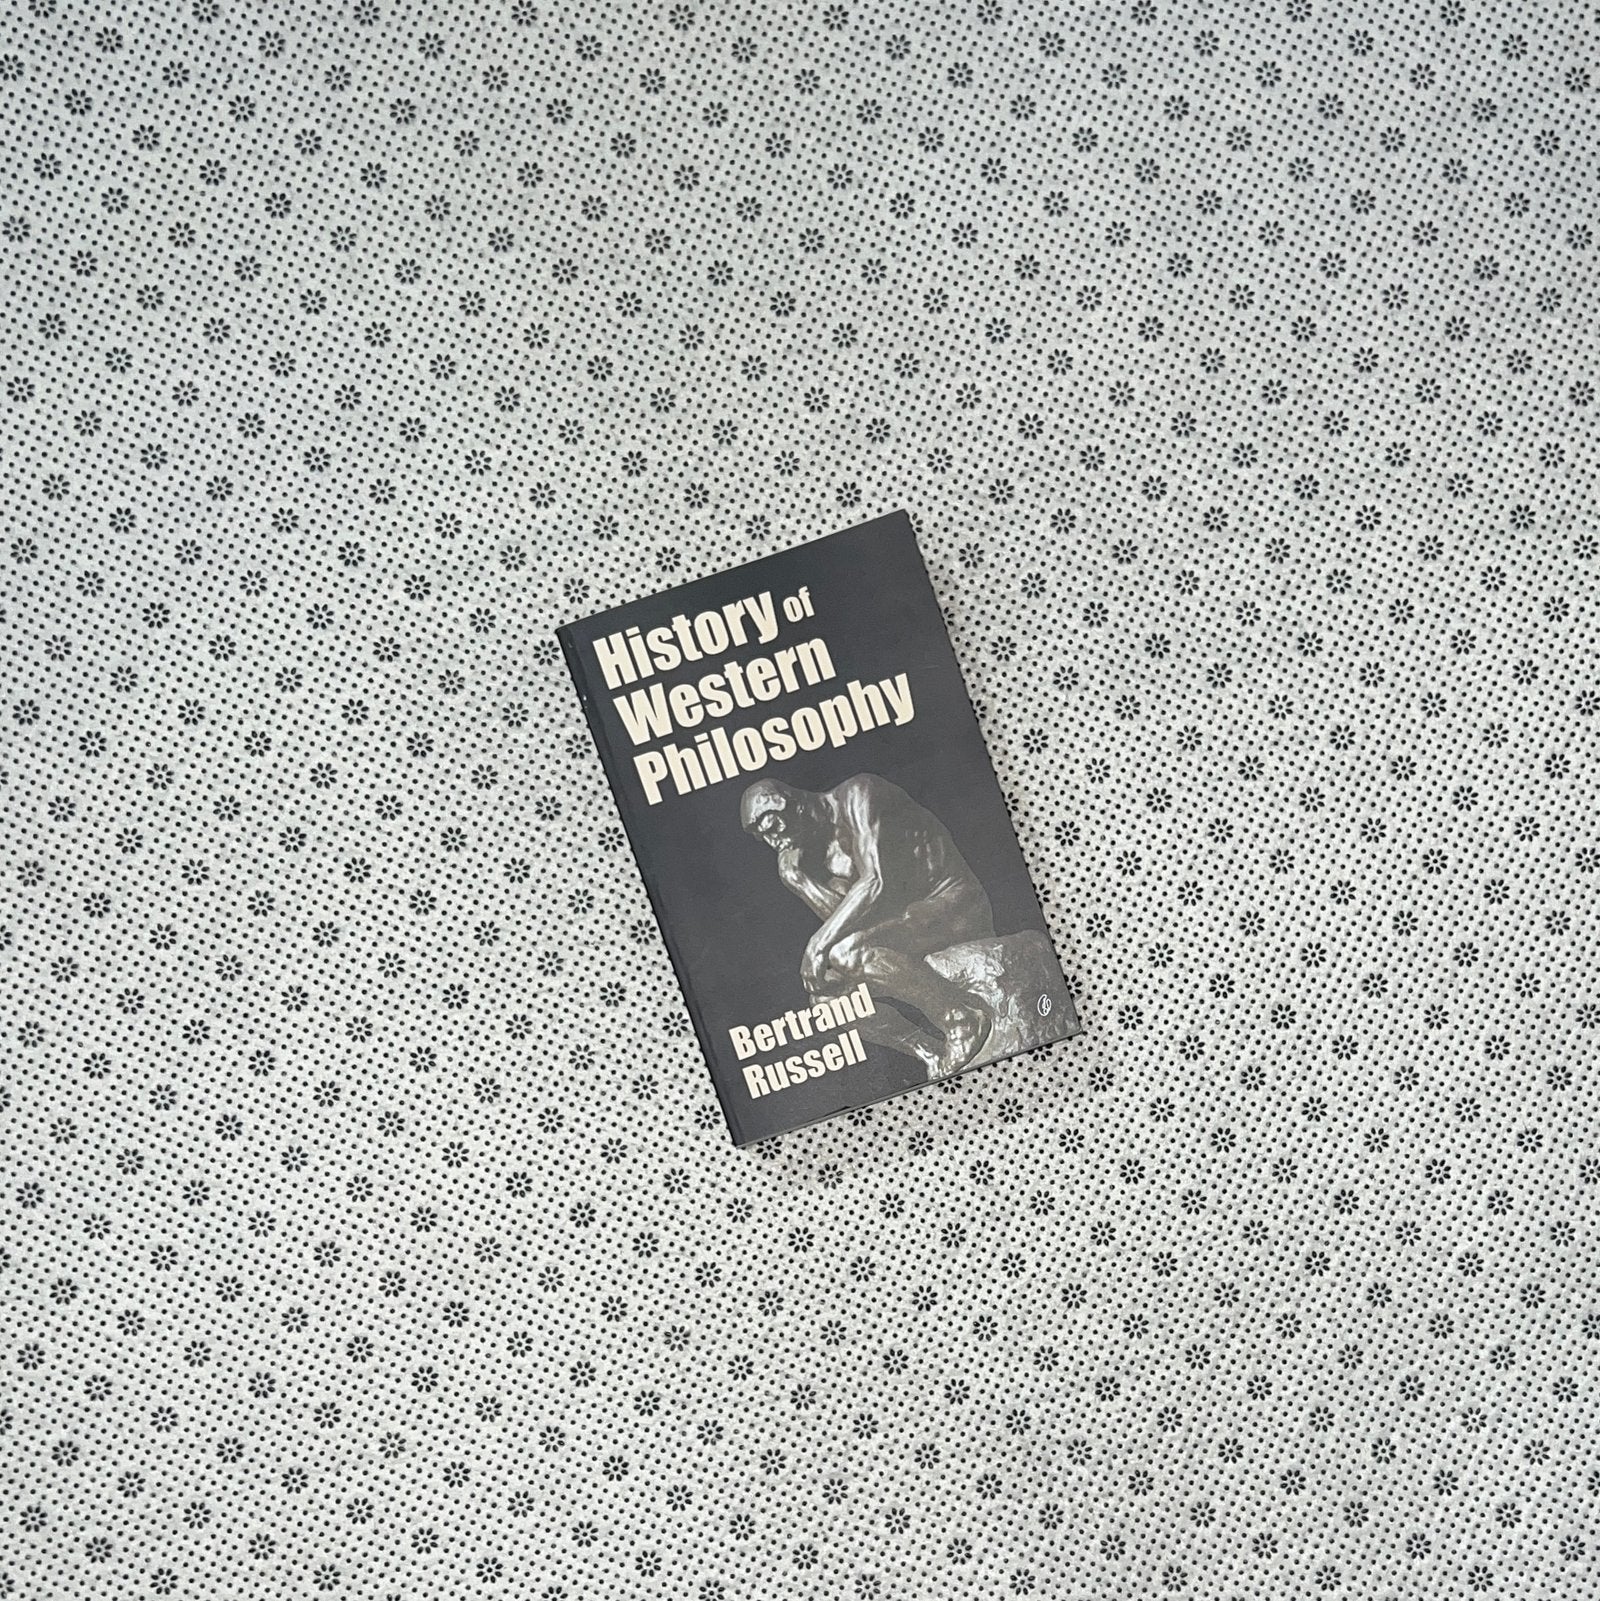 History of
Western
Philosophy
Bertrand
Russell